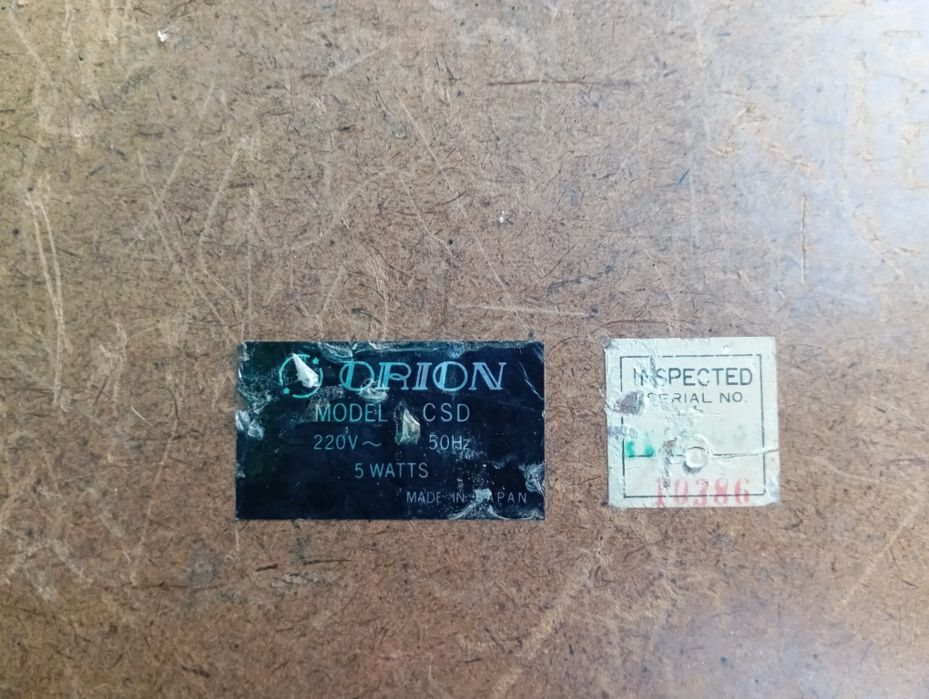 ORION
MODEL CSD
220V~ 50Hz
5 WATTS
MADE IN JAPAN
INSPECTED
SERIAL NO.
10386